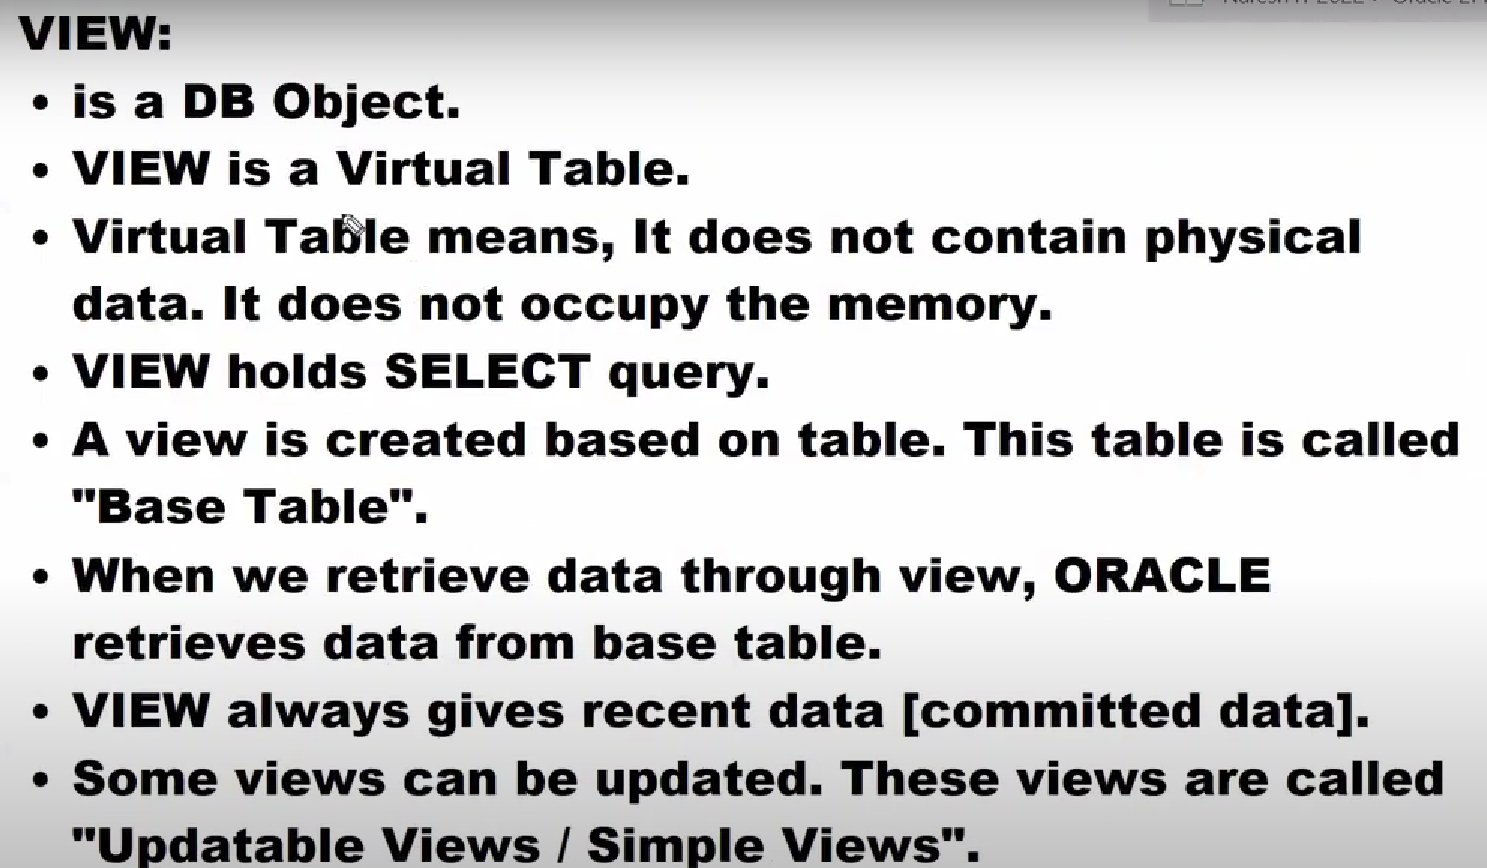 VIEW:
• is a DB Object.
• VIEW is a Virtual Table.
• Virtual Table means, It does not contain physical
data. It does not occupy the memory.
• VIEW holds SELECT query.
• A view is created based on table. This table is called
"Base Table".
• When we retrieve data through view, ORACLE
retrieves data from base table.
• VIEW always gives recent data [committed data].
• Some views can be updated. These views are called
"Updatable Views / Simple Views".